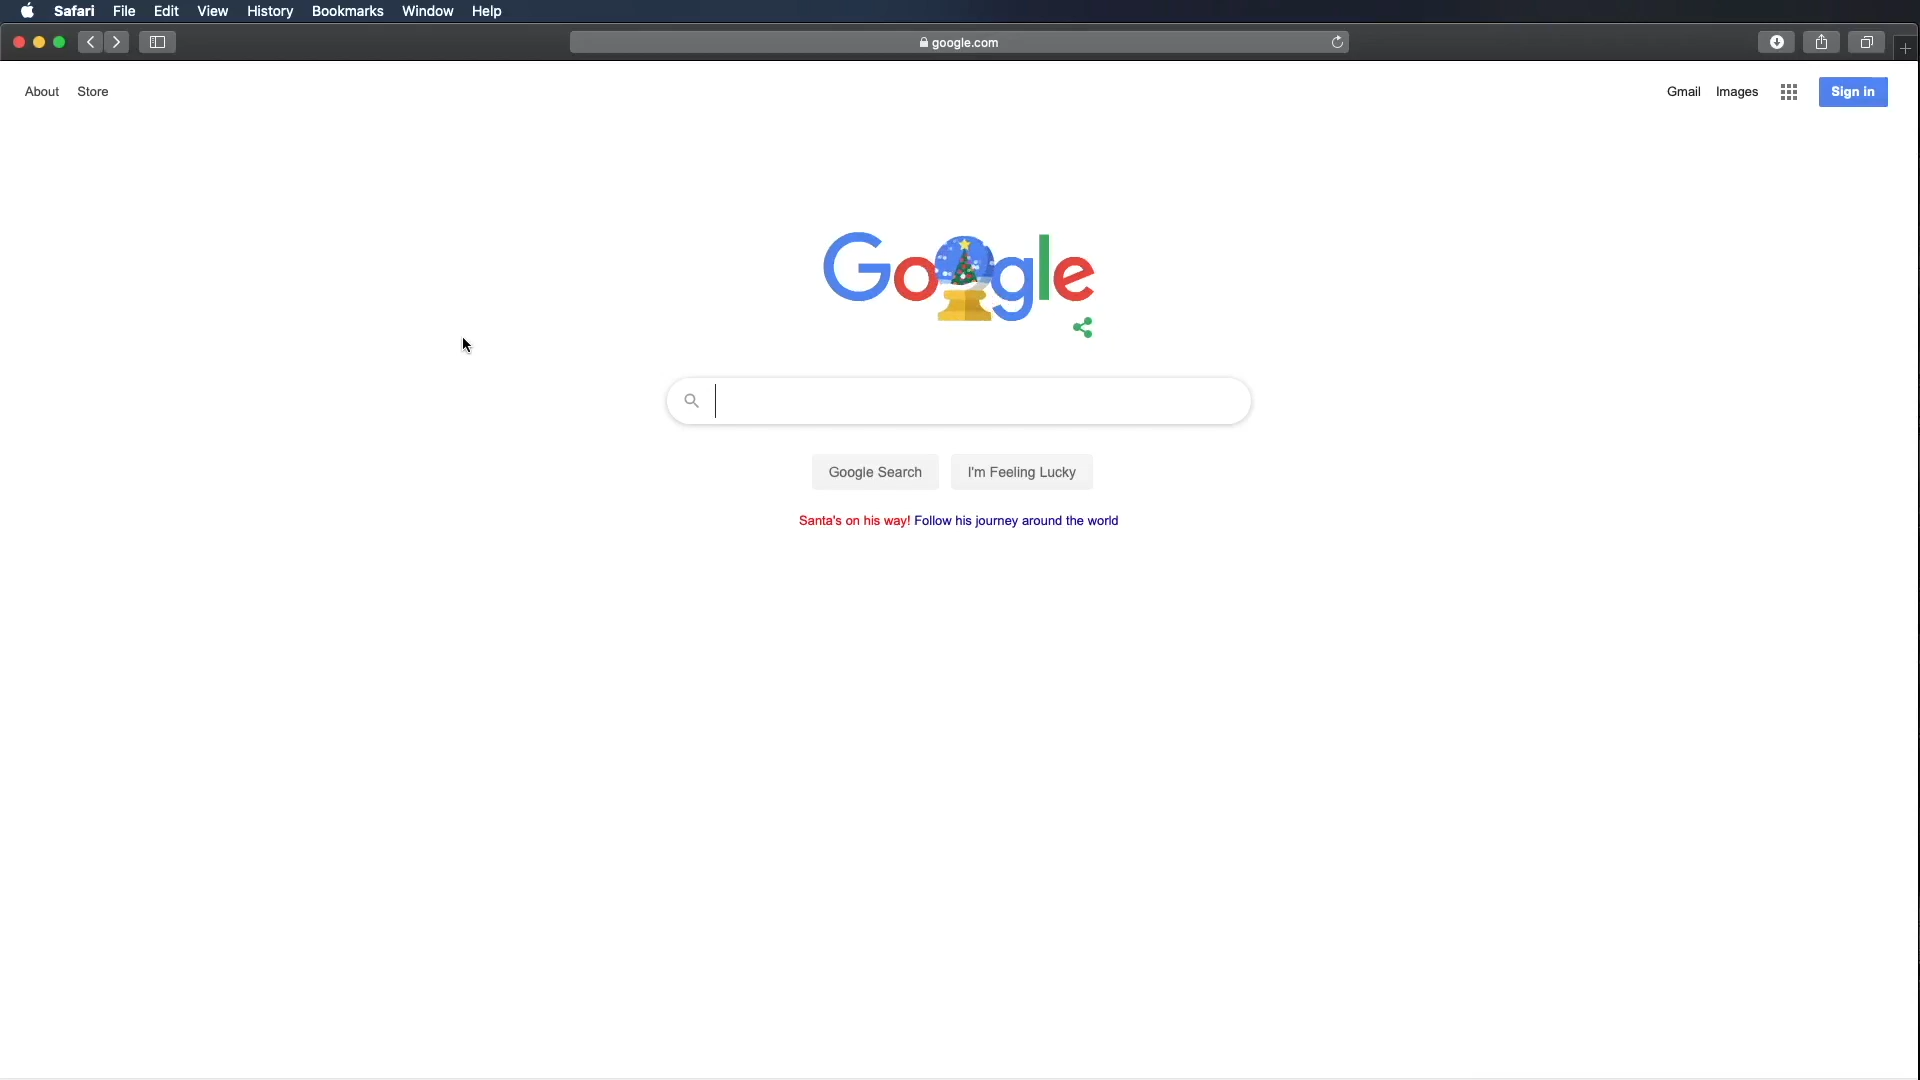 Safari File Edit View History Bookmarks Window Help
google.com
About Store Gmail Images Sign in
Google
Google Search I'm Feeling Lucky
Santa's on his way! Follow his journey around the world